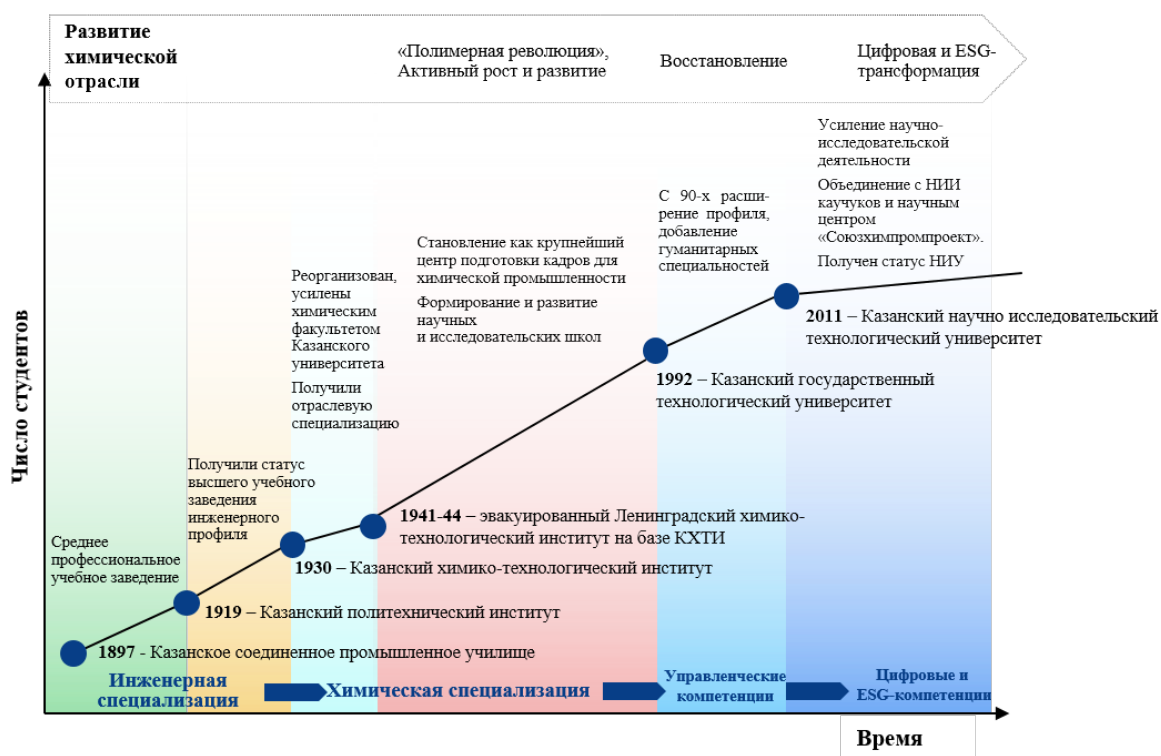 Развитие
химической
отрасли
«Полимерная революция»,
Активный рост и развитие
Восстановление
Цифровая и ESG-
трансформация
Усиление научно-
исследовательской
деятельности
Объединение с НИИ
каучуков и научным
центром
«Союзхимпромпроект».
Получен статус НИУ
С 90-х расши-
рение профиля,
добавление
гуманитарных
специальностей
Становление как крупнейший
центр подготовки кадров для
химической промышленности
Формирование и развитие
научных
и исследовательских школ
Реорганизован,
усилены
химическим
факультетом
Казанского
университета
Получили
отраслевую
специализацию
Получили статус
высшего учебного
заведения
инженерного
профиля
Среднее
профессиональное
учебное заведение
Число студентов
2011 – Казанский научно исследовательский
технологический университет
1992 – Казанский государственный
технологический университет
1941-44 – эвакуированный Ленинградский химико-
технологический институт на базе КХТИ
1930 – Казанский химико-технологический институт
1919 – Казанский политехнический институт
1897 - Казанское соединенное промышленное училище
Инженерная
специализация
Химическая специализация
Управленческие
компетенции
Цифровые и
ESG–компетенции
Время